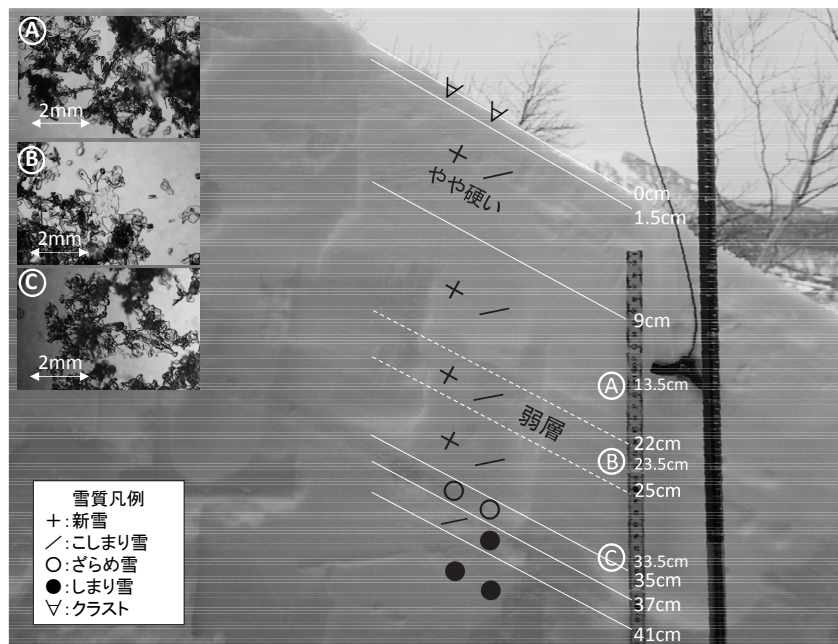 A
2mm
B
2mm
C
2mm
やや硬い
弱層
0cm
1.5cm
9cm
A 13.5cm
22cm
B 23.5cm
25cm
C 33.5cm
35cm
37cm
41cm
雪質凡例
+:新雪
/:こしまり雪
○:ざらめ雪
●:しまり雪
∀:クラスト